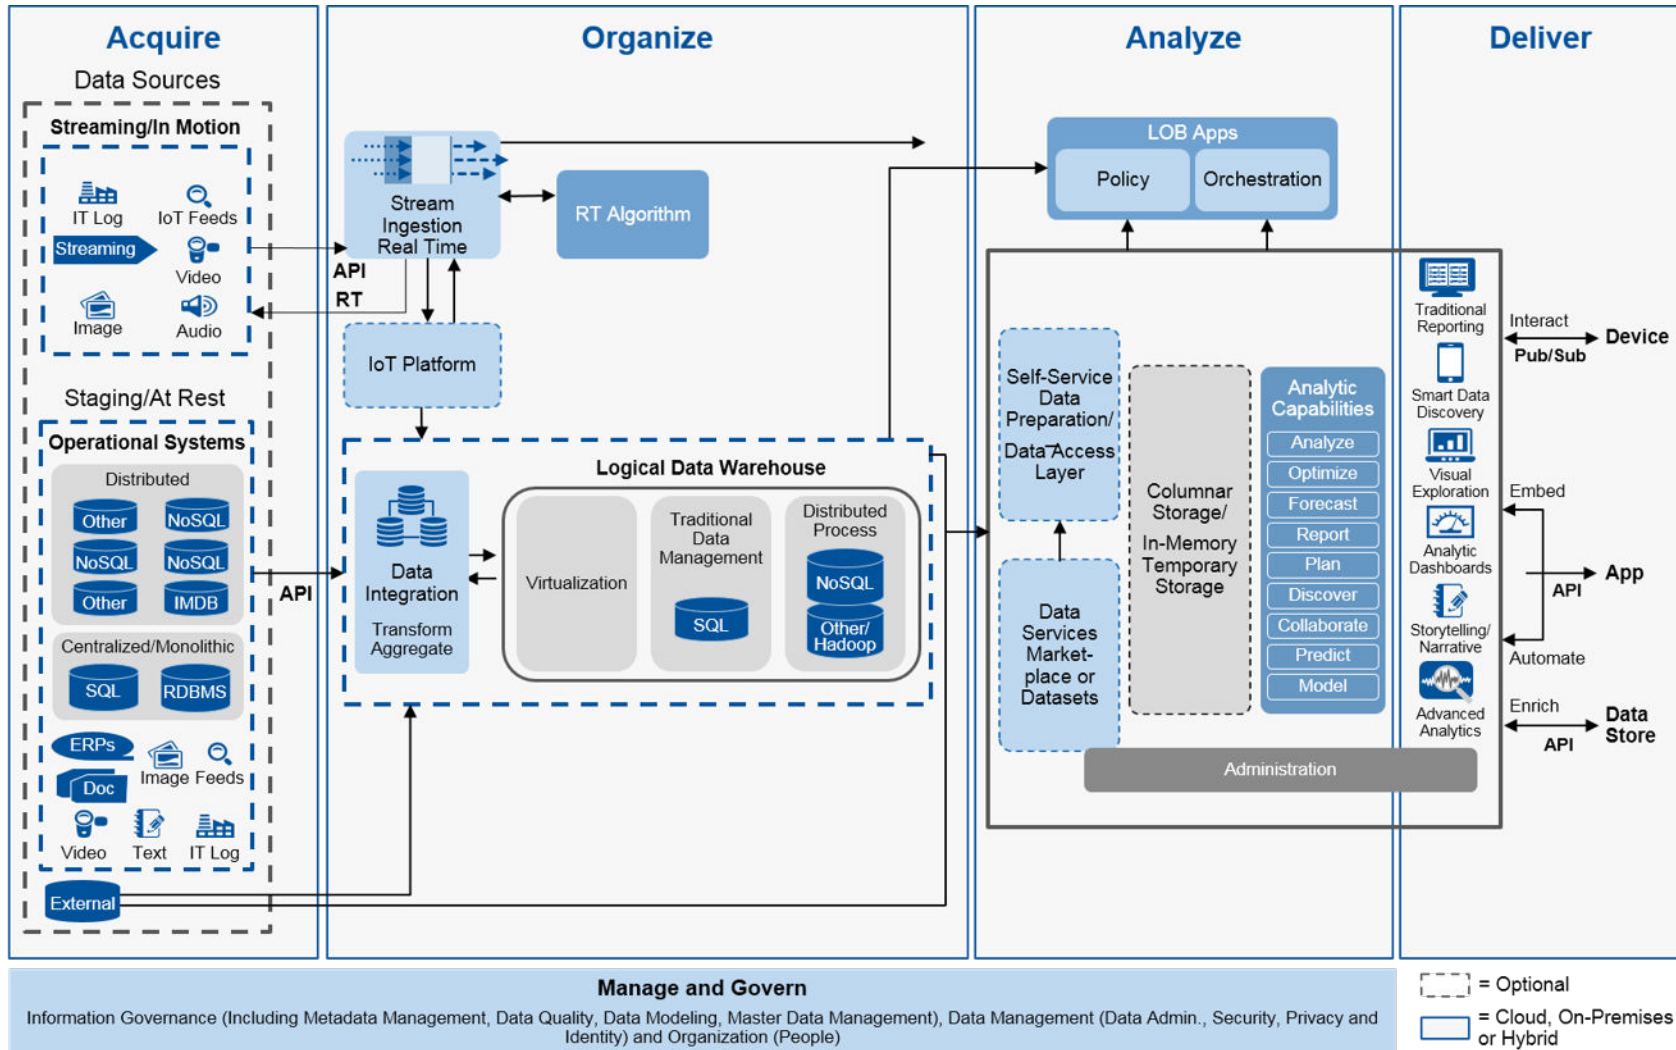 Acquire
Data Sources
Streaming/In Motion
IT Log
IoT Feeds
Streaming
Video
Image
Audio
Staging/At Rest
Operational Systems
Distributed
Other
NoSQL
NoSQL
NoSQL
Other
IMDB
Centralized/Monolithic
SQL
RDBMS
ERPs
Doc
Image
Feeds
Video
Text
IT Log
External
API
RT
API
Organize
Stream
Ingestion
Real Time
RT Algorithm
IoT Platform
Logical Data Warehouse
Data
Integration
Transform
Aggregate
Virtualization
Traditional
Data
Management
SQL
Distributed
Process
NoSQL
Other/
Hadoop
Analyze
LOB Apps
Policy
Orchestration
Self-Service
Data
Preparation/
Data Access
Layer
Data
Services
Market-
place or
Datasets
Columnar
Storage/
In-Memory
Temporary
Storage
Analytic
Capabilities
Analyze
Optimize
Forecast
Report
Plan
Discover
Collaborate
Predict
Model
Administration
Deliver
Traditional
Reporting
Smart Data
Discovery
Visual
Exploration
Analytic
Dashboards
Storytelling/
Narrative
Advanced
Analytics
Interact
Pub/Sub
Device
Embed
API
App
Automate
Enrich
API
Data
Store
Manage and Govern
Information Governance (Including Metadata Management, Data Quality, Data Modeling, Master Data Management), Data Management (Data Admin., Security, Privacy and
Identity) and Organization (People)
= Optional
= Cloud, On-Premises
or Hybrid